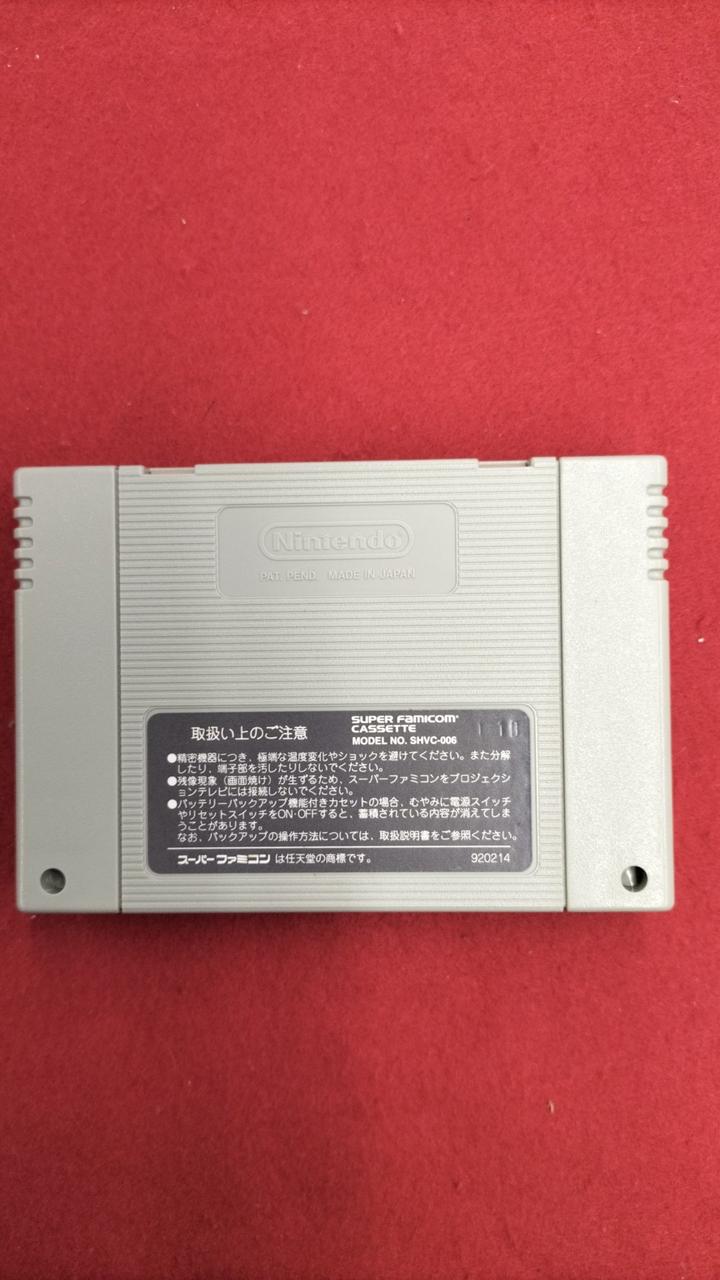 Nintendo®
PAT. PEND. MADE IN JAPAN
取扱い上のご注意
SUPER FAMICOM®
CASSETTE
MODEL NO. SHVC-006
●精密機器につき、極端な温度変化やショックを避けてください。また分解
したり、端子部を汚したりしないでください。
●残像現象（画面焼け）が生ずるため、スーパーファミコンをプロジェクシ
ョンテレビには接続しないでください。
●バッテリーバックアップ機能付きカセットの場合、むやみに電源スイッチ
やリセットスイッチをON・OFFすると、蓄積されている内容が消えてしま
うことがあります。
なお、バックアップの操作方法については、取扱説明書をご参照ください。
スーパーファミコン は任天堂の商標です。
920214